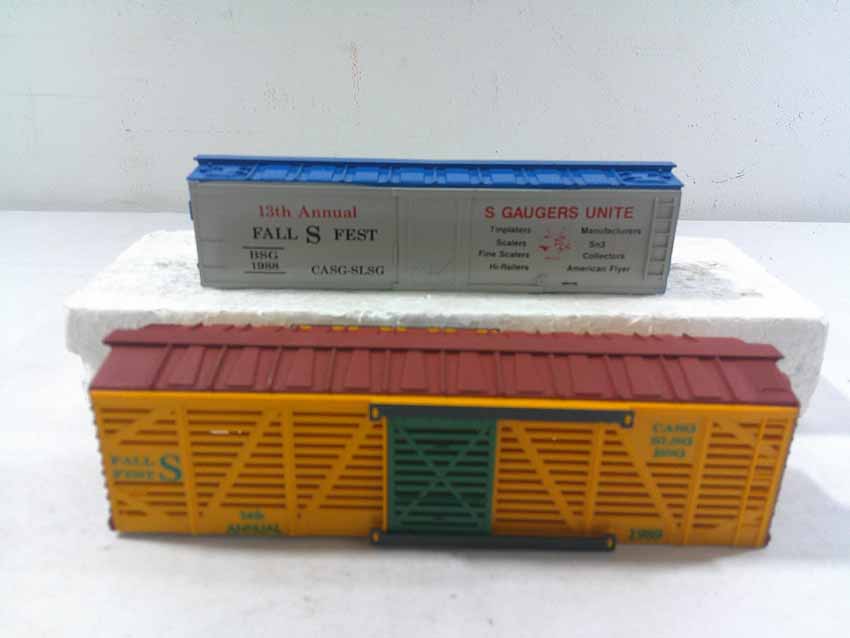 13th Annual
FALL S FEST
BSG
1988
CASG-SLSG
S GAUGERS UNITE
Tinplaters
Scalers
Fine Scalers
Hi-Railers
Manufacturers
Sn3
Collectors
American Flyer
FALL
FEST S
14th
ANNUAL
CASG
SLSG
BSG
1989